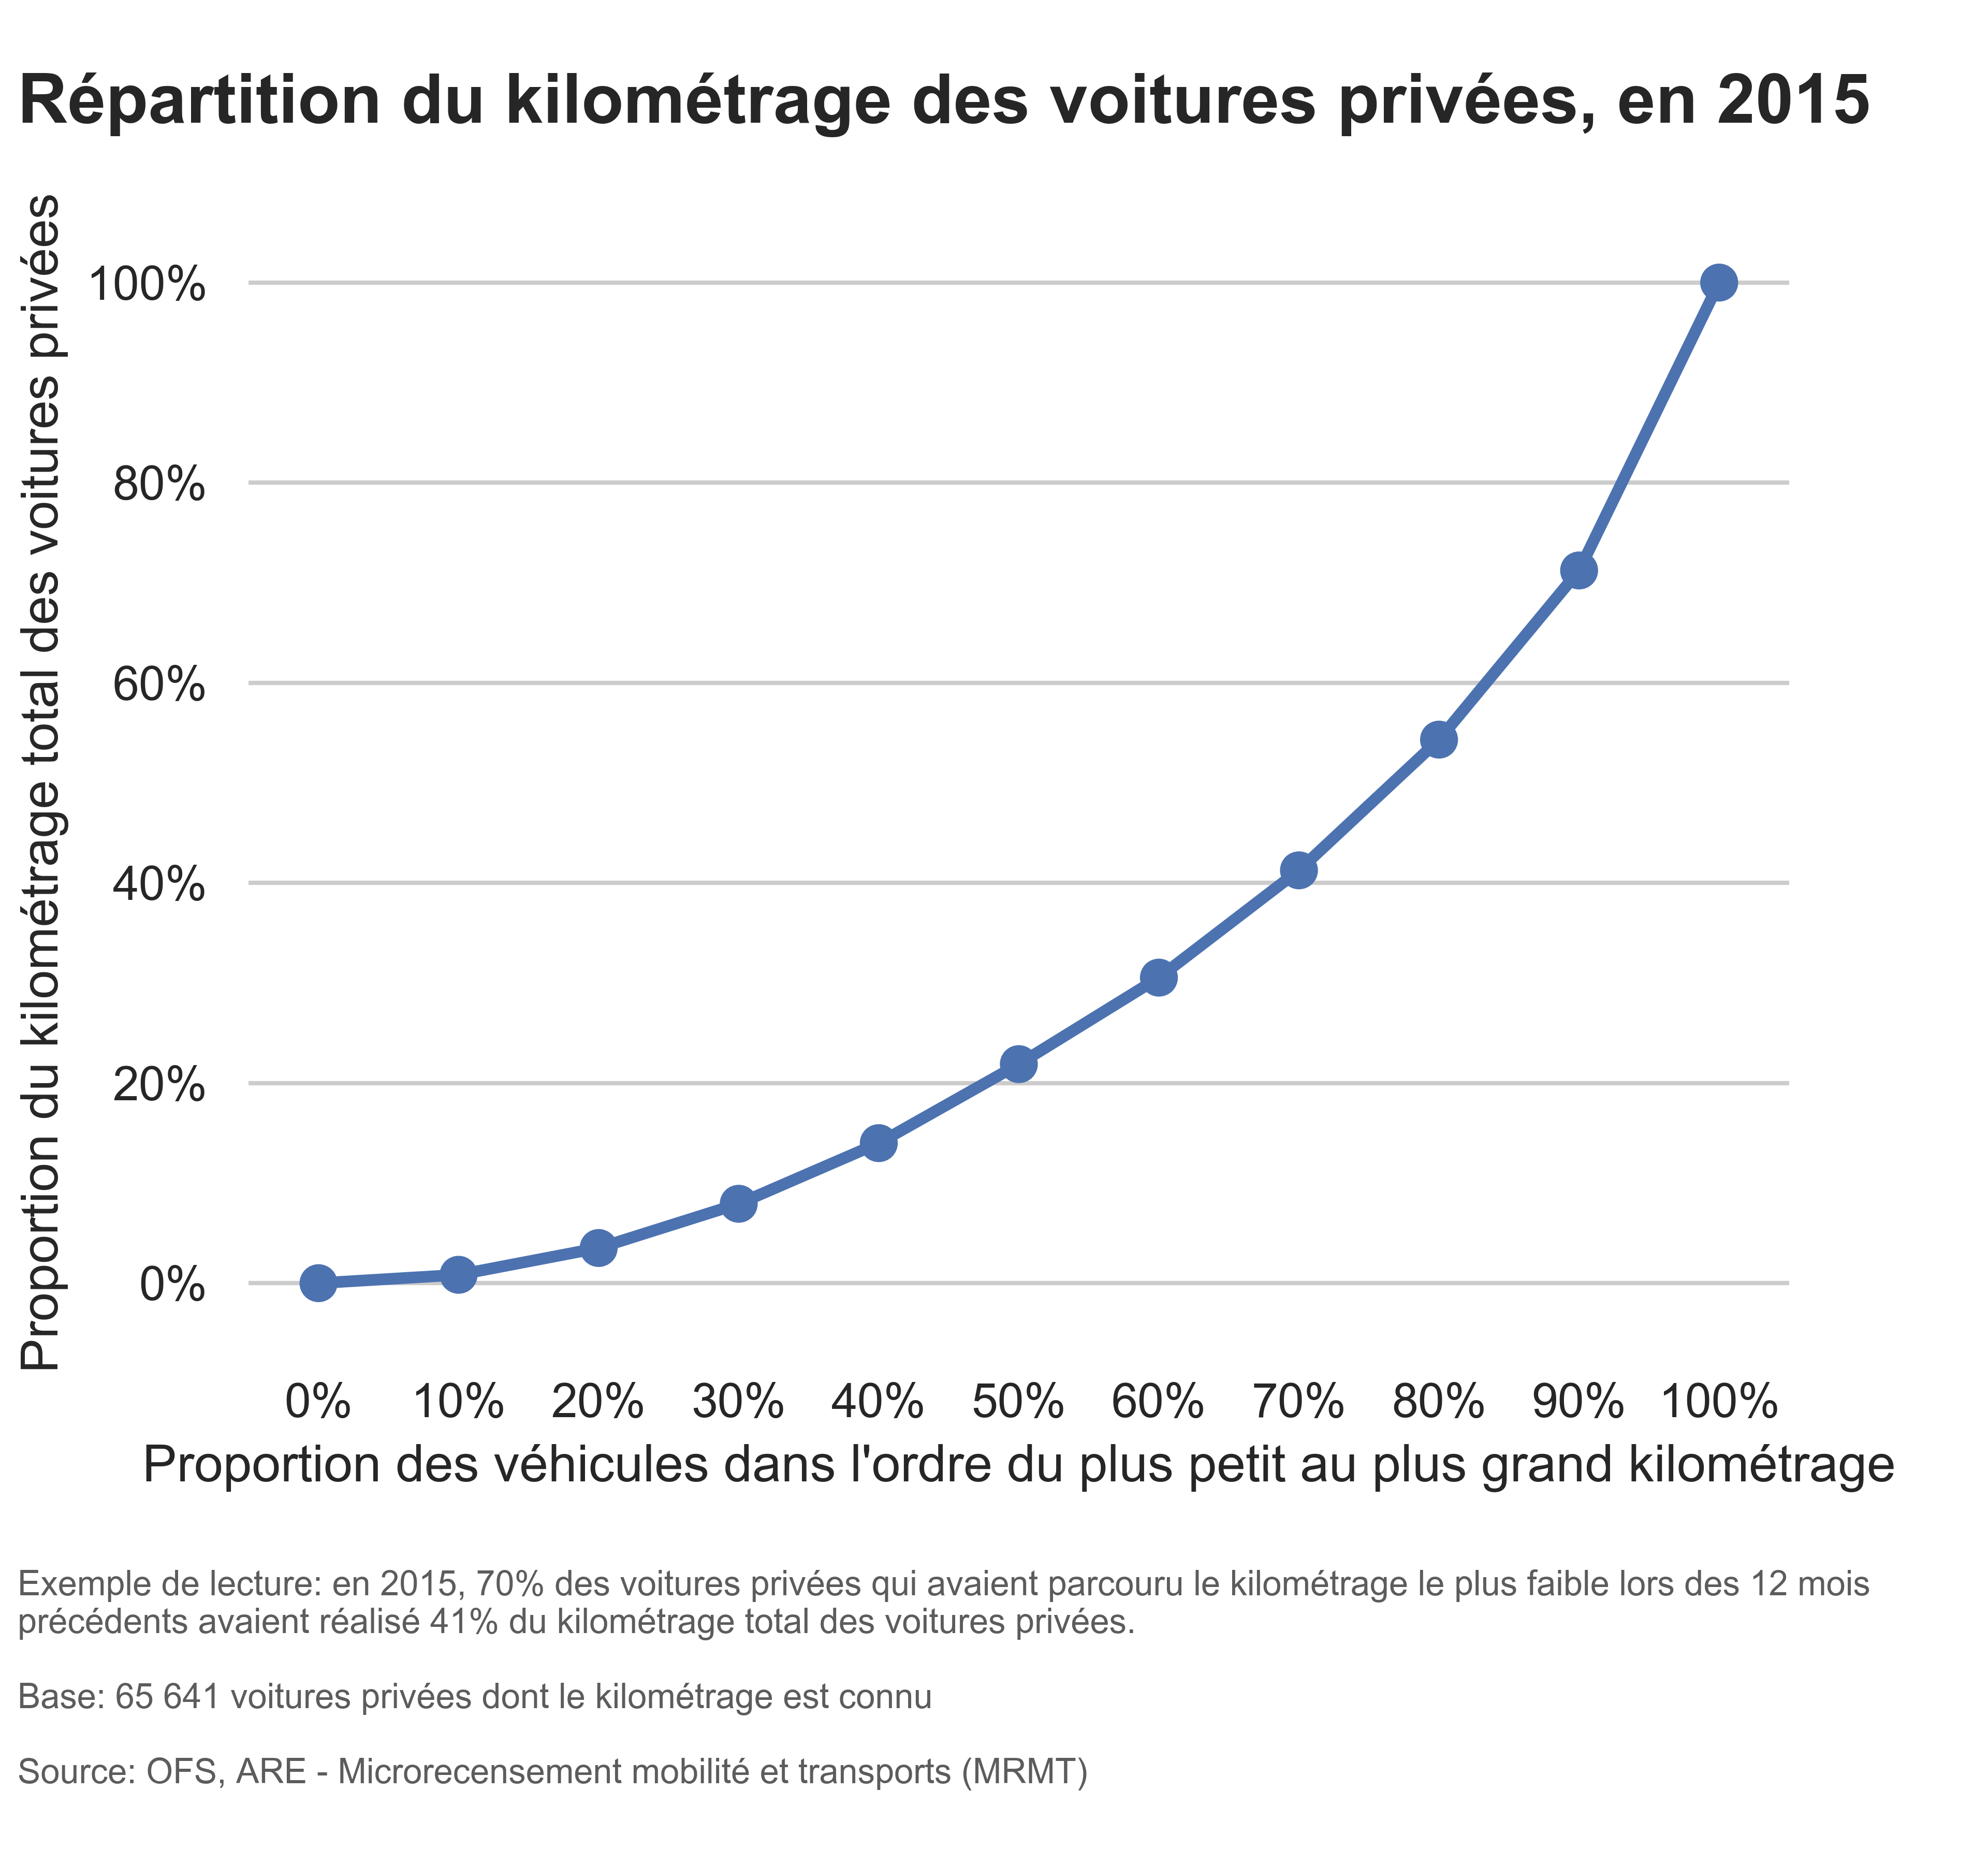 Répartition du kilométrage des voitures privées, en 2015
Proportion du kilométrage total des voitures privées
100%
80%
60%
40%
20%
0%
0% 10% 20% 30% 40% 50% 60% 70% 80% 90% 100%
Proportion des véhicules dans l'ordre du plus petit au plus grand kilométrage
Exemple de lecture: en 2015, 70% des voitures privées qui avaient parcouru le kilométrage le plus faible lors des 12 mois
précédents avaient réalisé 41% du kilométrage total des voitures privées.
Base: 65 641 voitures privées dont le kilométrage est connu
Source: OFS, ARE - Microrecensement mobilité et transports (MRMT)